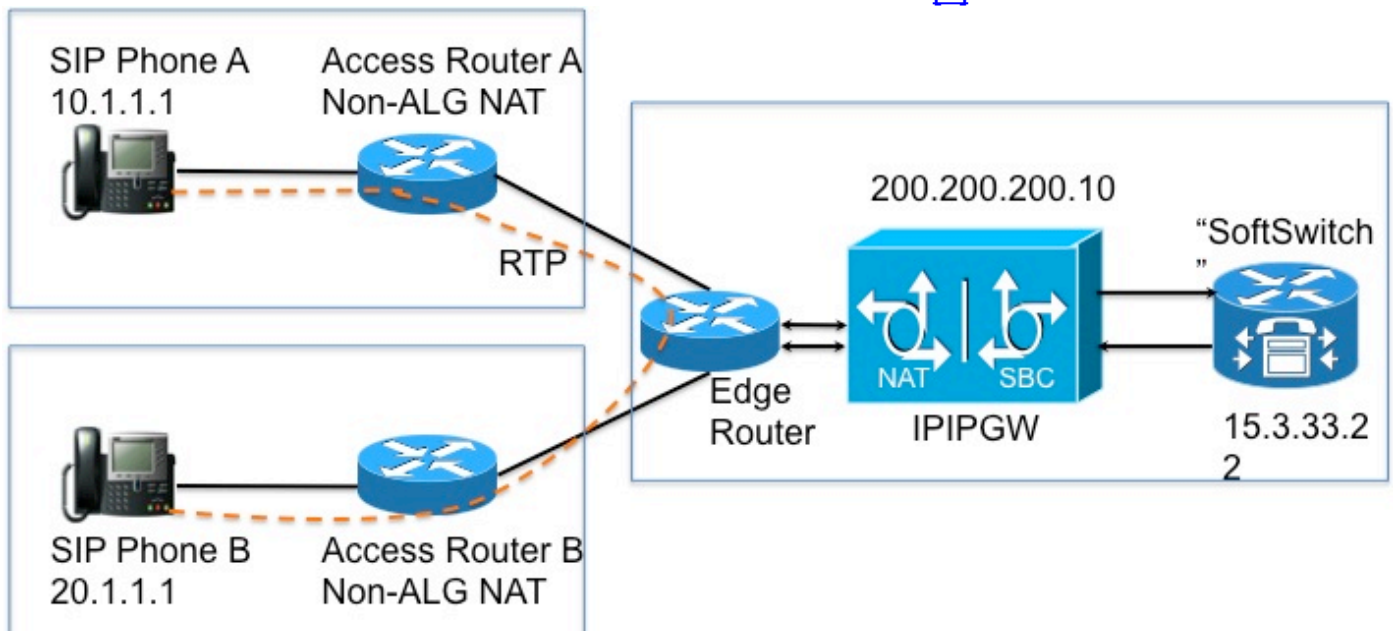 SIP Phone A
10.1.1.1
Access Router A
Non-ALG NAT
RTP
SIP Phone B
20.1.1.1
Access Router B
Non-ALG NAT
Edge
Router
200.200.200.10
NAT
SBC
IPIPGW
“SoftSwitch
”
15.3.33.2
2